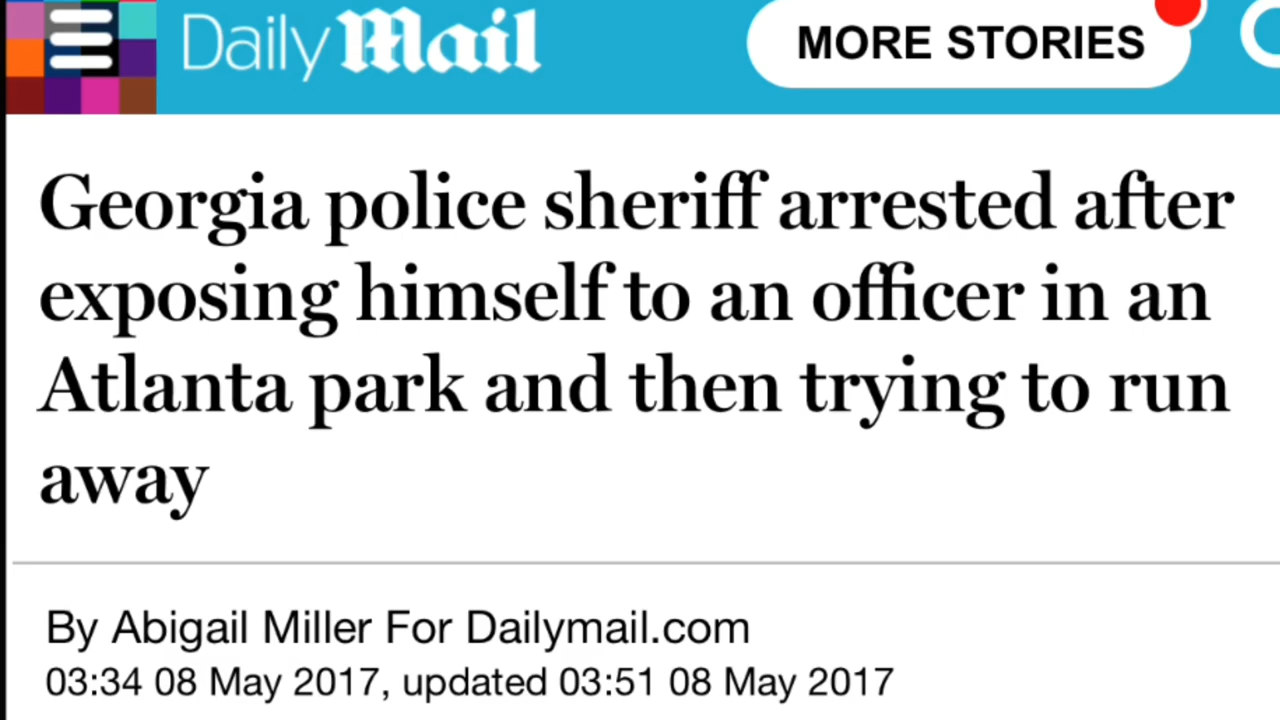 Daily Mail
MORE STORIES
Georgia police sheriff arrested after
exposing himself to an officer in an
Atlanta park and then trying to run
away
By Abigail Miller For Dailymail.com
03:34 08 May 2017, updated 03:51 08 May 2017